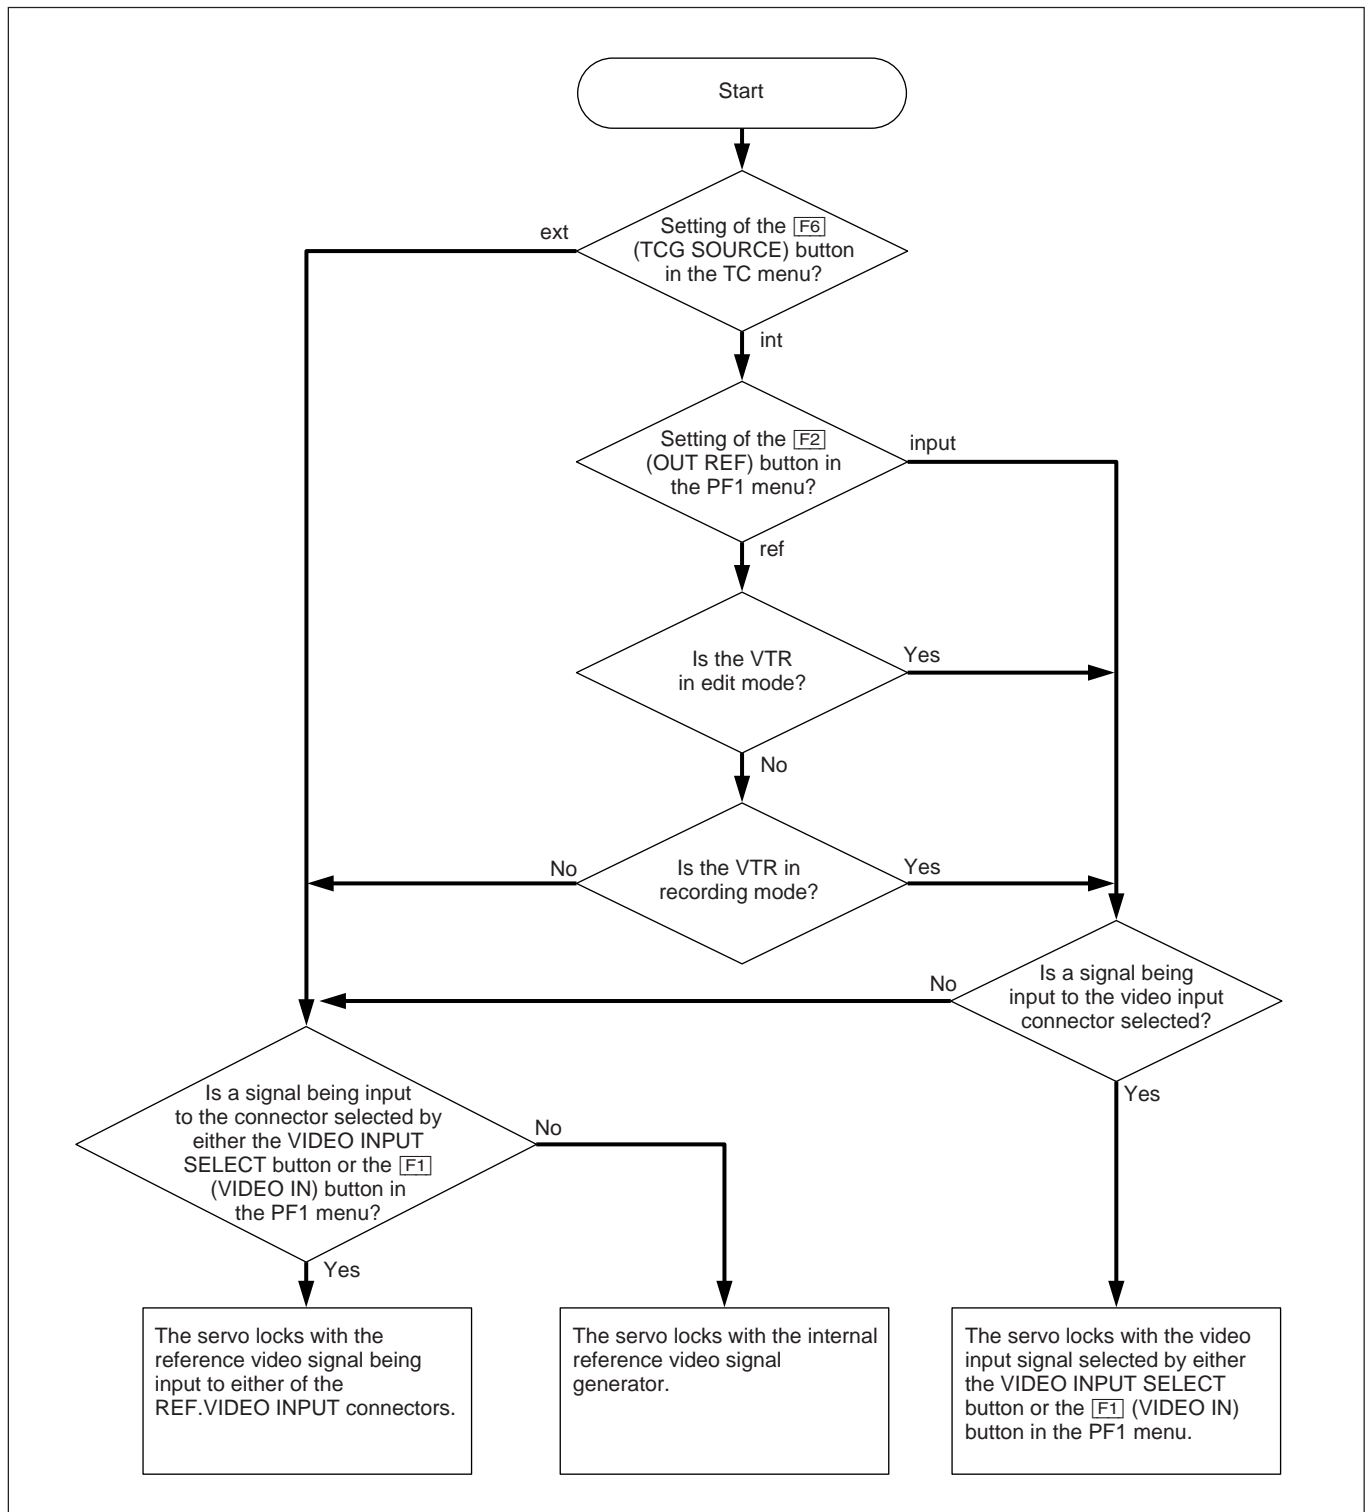 Start
Setting of the F6
(TCG SOURCE) button
in the TC menu?
ext
int
Setting of the F2
(OUT REF) button in
the PF1 menu?
input
ref
Is the VTR
in edit mode?
Yes
No
Is the VTR in
recording mode?
No
Yes
Is a signal being
input to the video input
connector selected?
No
Yes
Is a signal being input
to the connector selected by
either the VIDEO INPUT
SELECT button or the F1
(VIDEO IN) button in
the PF1 menu?
No
Yes
The servo locks with the
reference video signal being
input to either of the
REF.VIDEO INPUT connectors.
The servo locks with the internal
reference video signal
generator.
The servo locks with the video
input signal selected by either
the VIDEO INPUT SELECT
button or the F1 (VIDEO IN)
button in the PF1 menu.